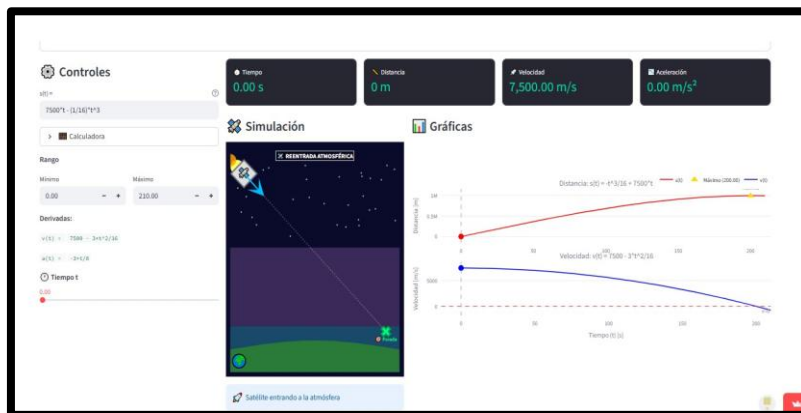 Controles
s(t) =
7500*t - (1/16)*t^3
Calculadora
Rango
Mínimo
Máximo
0.00
- +
210.00
- +
Derivadas:
v(t) = 7500 - 3*t^2/16
a(t) = -3*t/8
Tiempo t
0.00
Tiempo
0.00 s
Distancia
0 m
Velocidad
7,500.00 m/s
Aceleración
0.00 m/s²
Simulación
REENTRADA ATMOSFÉRICA
Parada
Satélite entrando a la atmósfera
Gráficas
Distancia: s(t) = -t^3/16 + 7500*t
s(t)
Máximo (200.00)
v(t)
Distancia (m)
1M
0.5M
0
0
50
100
150
200
Velocidad: v(t) = 7500 - 3*t^2/16
Velocidad (m/s)
5000
0
0
50
100
150
200
Tiempo (t) [s]